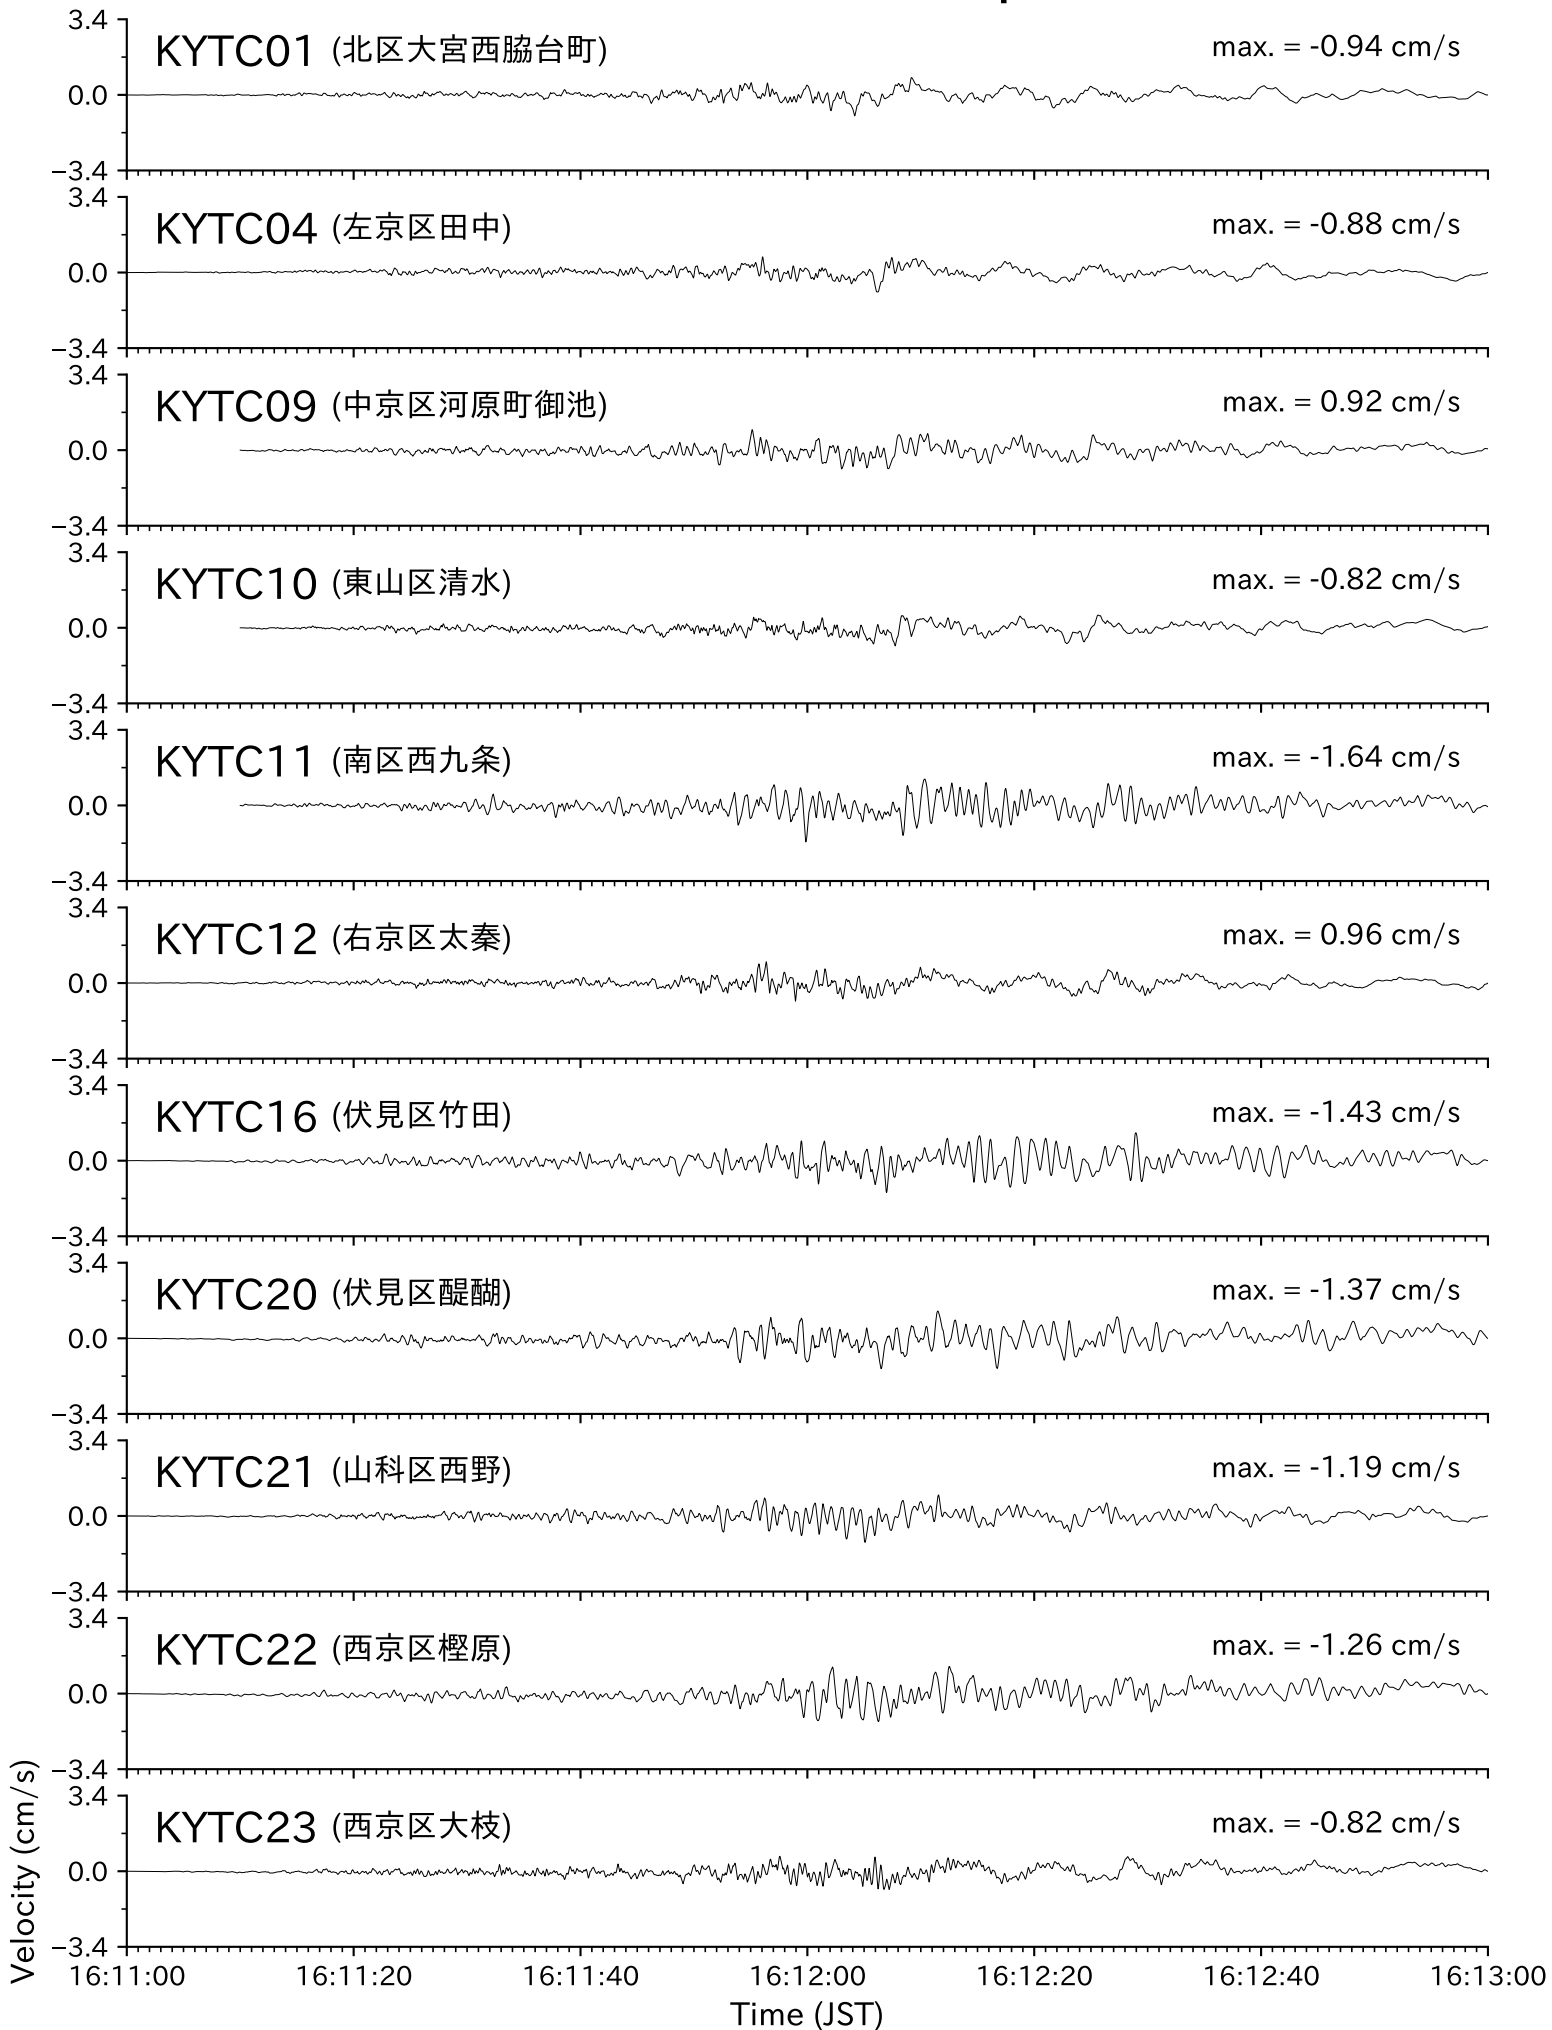 3.4
KYTC01 (北区大宮西脇台町) max. = -0.94 cm/s
0.0
−3.4
3.4
KYTC04 (左京区田中) max. = -0.88 cm/s
0.0
−3.4
3.4
KYTC09 (中京区河原町御池) max. = 0.92 cm/s
0.0
−3.4
3.4
KYTC10 (東山区清水) max. = -0.82 cm/s
0.0
−3.4
3.4
KYTC11 (南区西九条) max. = -1.64 cm/s
0.0
−3.4
3.4
KYTC12 (右京区太秦) max. = 0.96 cm/s
0.0
−3.4
3.4
KYTC16 (伏見区竹田) max. = -1.43 cm/s
0.0
−3.4
3.4
KYTC20 (伏見区醍醐) max. = -1.37 cm/s
0.0
−3.4
3.4
KYTC21 (山科区西野) max. = -1.19 cm/s
0.0
−3.4
3.4
KYTC22 (西京区樫原) max. = -1.26 cm/s
0.0
−3.4
3.4
KYTC23 (西京区大枝) max. = -0.82 cm/s
0.0
−3.4
Velocity (cm/s)
16:11:00 16:11:20 16:11:40 16:12:00 16:12:20 16:12:40 16:13:00
Time (JST)